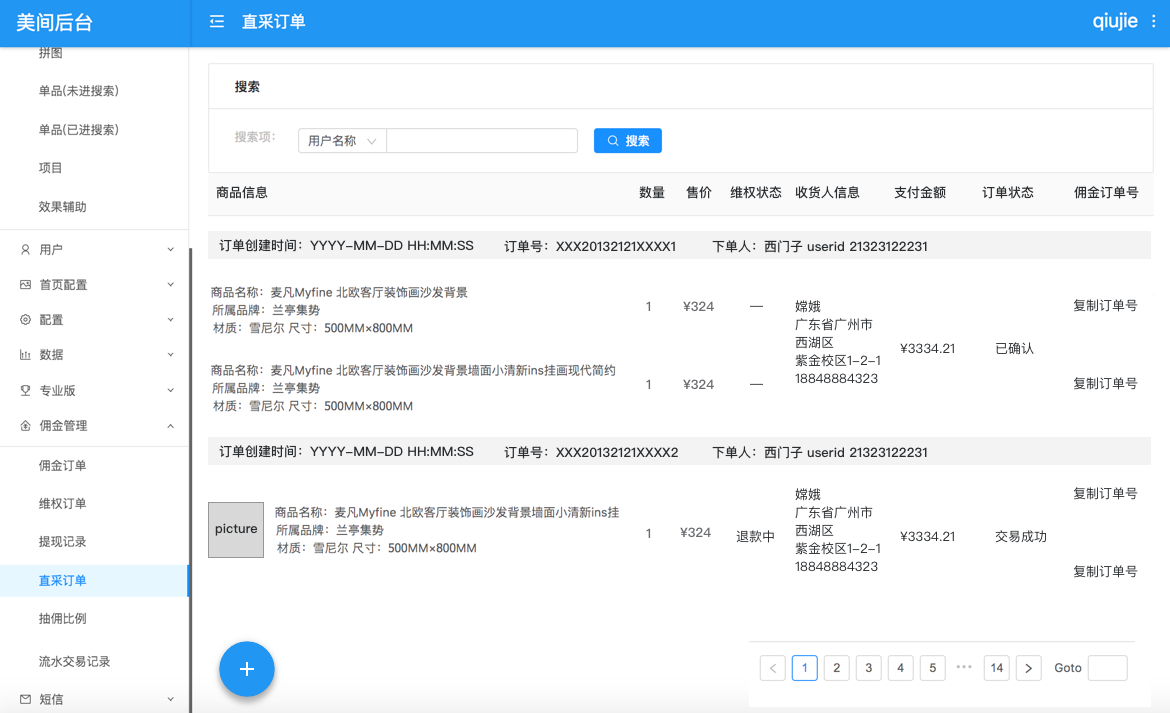 美间后台
直采订单
qiujie
拼图
单品(未进搜索)
单品(已进搜索)
项目
效果辅助
用户
首页配置
配置
数据
专业版
佣金管理
佣金订单
维权订单
提现记录
直采订单
抽佣比例
流水交易记录
短信
搜索
搜索项: 用户名称 搜索
商品信息 数量 售价 维权状态 收货人信息 支付金额 订单状态 佣金订单号
订单创建时间：YYYY-MM-DD HH:MM:SS 订单号：XXX20132121XXXX1 下单人：西门子 userid 21323122231
商品名称：麦凡Myfine 北欧客厅装饰画沙发背景
所属品牌：兰亭集势
材质：雪尼尔 尺寸：500MM×800MM
1 ¥324 — 复制订单号
商品名称：麦凡Myfine 北欧客厅装饰画沙发背景墙面小清新ins挂画现代简约
所属品牌：兰亭集势
材质：雪尼尔 尺寸：500MM×800MM
1 ¥324 — 复制订单号
嫦娥
广东省广州市
西湖区
紫金校区1-2-1
18848884323
¥3334.21 已确认
订单创建时间：YYYY-MM-DD HH:MM:SS 订单号：XXX20132121XXXX2 下单人：西门子 userid 21323122231
picture
商品名称：麦凡Myfine 北欧客厅装饰画沙发背景墙面小清新ins挂
所属品牌：兰亭集势
材质：雪尼尔 尺寸：500MM×800MM
1 ¥324 退款中
嫦娥
广东省广州市
西湖区
紫金校区1-2-1
18848884323
¥3334.21 交易成功
复制订单号
复制订单号
+
< 1 2 3 4 5 ••• 14 > Goto